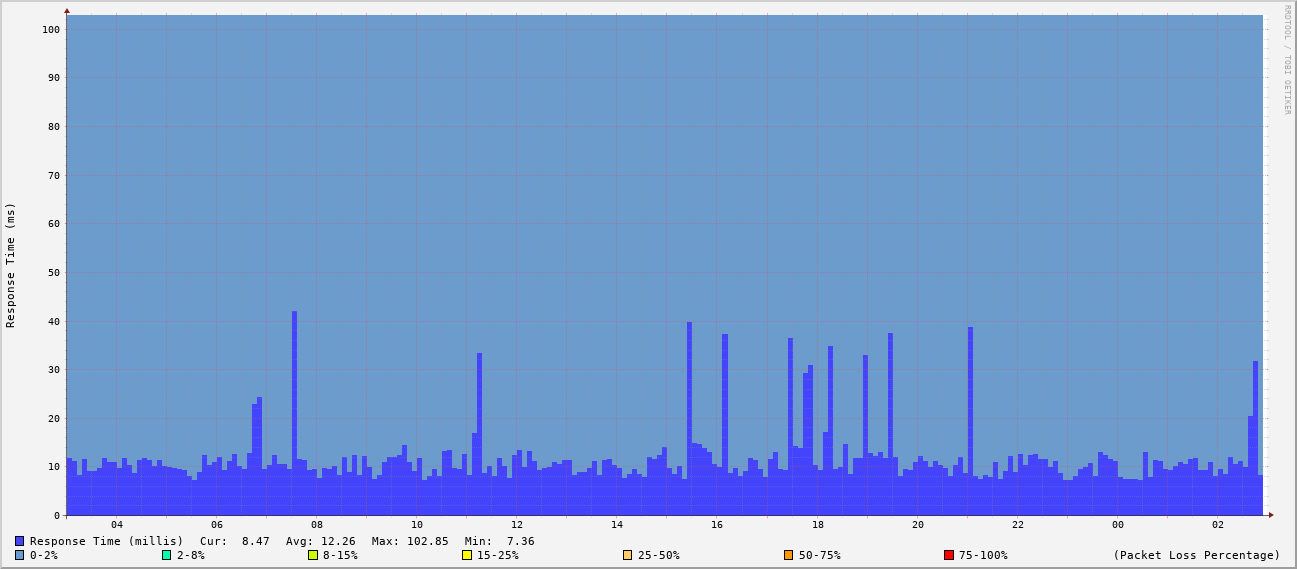 RRDTOOL / TOBI OETIKER
Response Time (ms)
100
90
80
70
60
50
40
30
20
10
0
04 06 08 10 12 14 16 18 20 22 00 02
Response Time (millis) Cur: 8.47 Avg: 12.26 Max: 102.85 Min: 7.36
0-2% 2-8% 8-15% 15-25% 25-50% 50-75% 75-100% (Packet Loss Percentage)